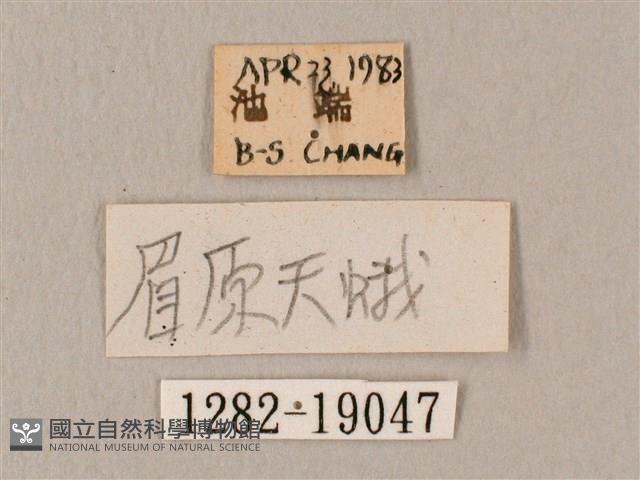 APR 23 1983
池端
B-S. CHANG
眉原天蛾
1282-19047
國立自然科學博物館
NATIONAL MUSEUM OF NATURAL SCIENCE